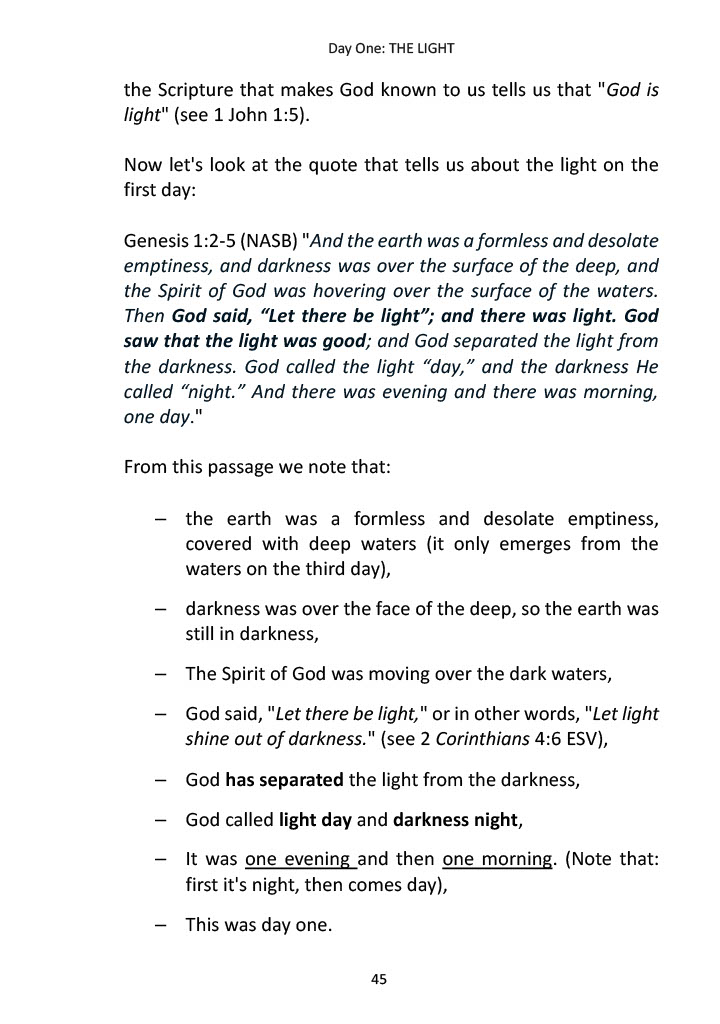 Day One: THE LIGHT
the Scripture that makes God known to us tells us that "God is
light" (see 1 John 1:5).
Now let's look at the quote that tells us about the light on the
first day:
Genesis 1:2-5 (NASB) "And the earth was a formless and desolate
emptiness, and darkness was over the surface of the deep, and
the Spirit of God was hovering over the surface of the waters.
Then God said, “Let there be light”; and there was light. God
saw that the light was good; and God separated the light from
the darkness. God called the light “day,” and the darkness He
called “night.” And there was evening and there was morning,
one day."
From this passage we note that:
– the earth was a formless and desolate emptiness,
covered with deep waters (it only emerges from the
waters on the third day),
– darkness was over the face of the deep, so the earth was
still in darkness,
– The Spirit of God was moving over the dark waters,
– God said, "Let there be light," or in other words, "Let light
shine out of darkness." (see 2 Corinthians 4:6 ESV),
– God has separated the light from the darkness,
– God called light day and darkness night,
– It was one evening and then one morning. (Note that:
first it's night, then comes day),
– This was day one.
45